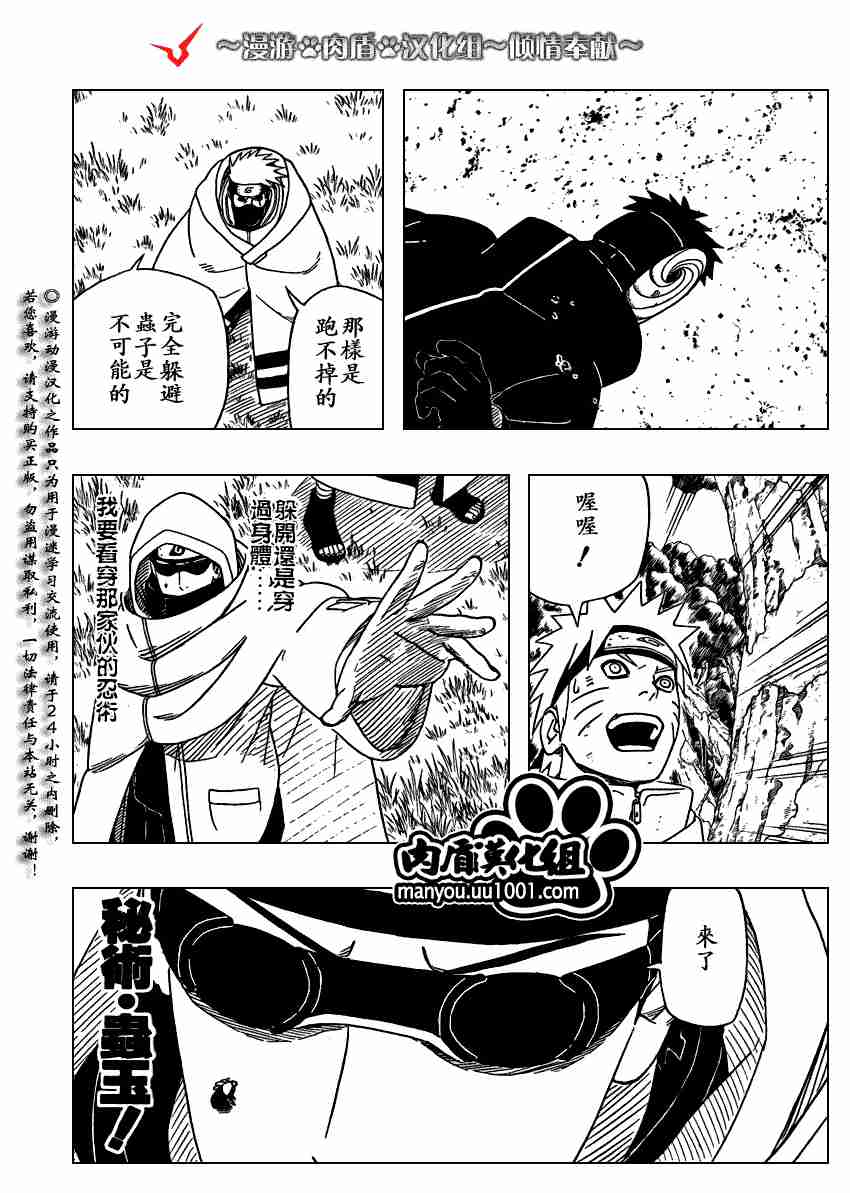 ～漫游 肉盾 汉化组～倾情奉献～
那樣是
跑不掉的
完全躲避
蟲子是
不可能的
喔
喔！
躲開還是穿
過身體……
我要看穿那家伙的忍術
肉盾漢化组
manyou.uu1001.com
來了
秘術·蟲玉！
◎漫游动漫汉化之作品只为用于漫迷学习交流使用，请于24小时之内删除，
若您喜欢，请支持购买正版，勿盗用谋取私利，一切法律责任与本站无关，谢谢！